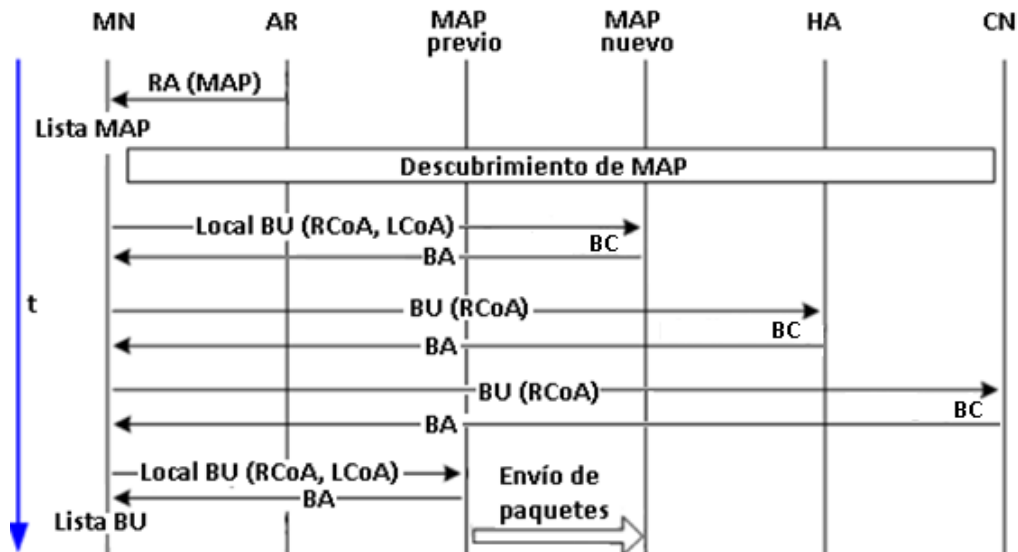 MN
AR
MAP
previo
MAP
nuevo
HA
CN
RA (MAP)
Lista MAP
Descubrimiento de MAP
Local BU (RCoA, LCoA)
BC
BA
t
BU (RCoA)
BC
BA
BU (RCoA)
BC
BA
Local BU (RCoA, LCoA)
Envío de
paquetes
BA
Lista BU